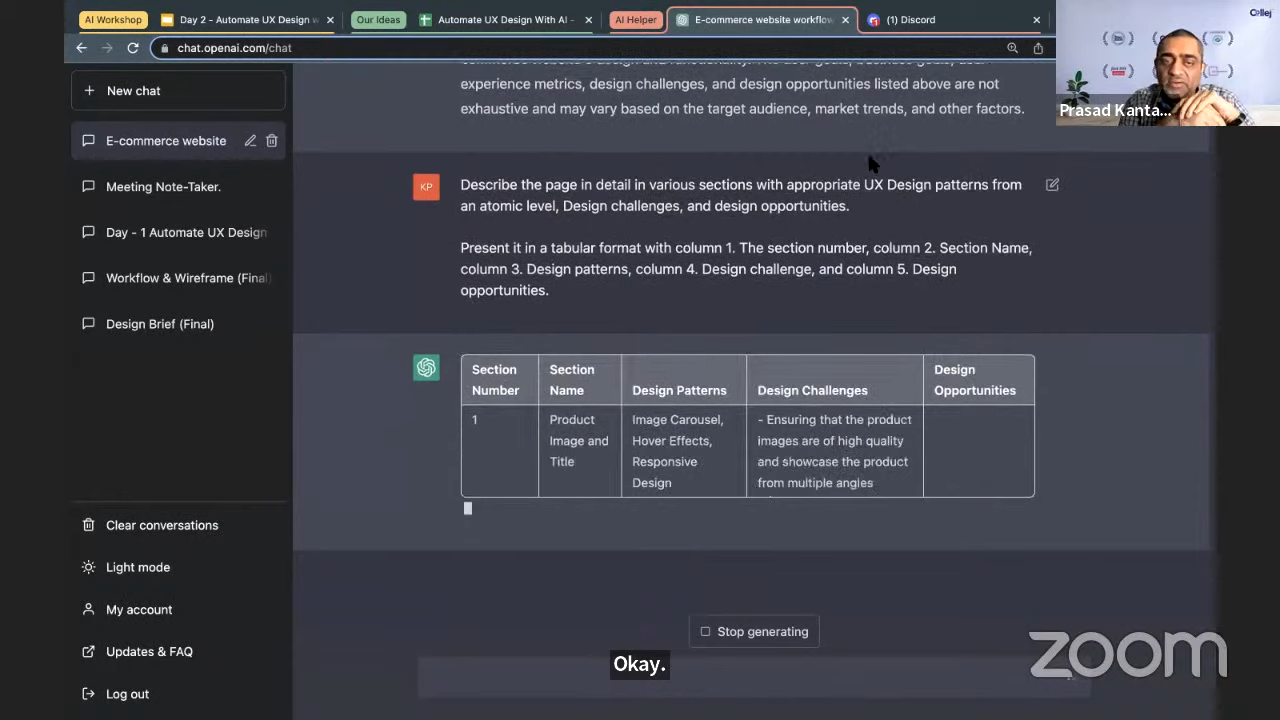 AI Workshop
Day 2 - Automate UX Design w
Our Ideas
Automate UX Design With AI -
AI Helper
E-commerce website workflow
(1) Discord
chat.openai.com/chat
Collej
Prasad Kanta...
New chat
E-commerce website
Meeting Note-Taker.
Day - 1 Automate UX Design
Workflow & Wireframe (Final)
Design Brief (Final)
Clear conversations
Light mode
My account
Updates & FAQ
Log out
experience metrics, design challenges, and design opportunities listed above are not
exhaustive and may vary based on the target audience, market trends, and other factors.
KP
Describe the page in detail in various sections with appropriate UX Design patterns from
an atomic level, Design challenges, and design opportunities.
Present it in a tabular format with column 1. The section number, column 2. Section Name,
column 3. Design patterns, column 4. Design challenge, and column 5. Design
opportunities.
Section Number
Section Name
Design Patterns
Design Challenges
Design Opportunities
1
Product
Image and
Title
Image Carousel,
Hover Effects,
Responsive
Design
- Ensuring that the product
images are of high quality
and showcase the product
from multiple angles
Stop generating
Okay.
zoom